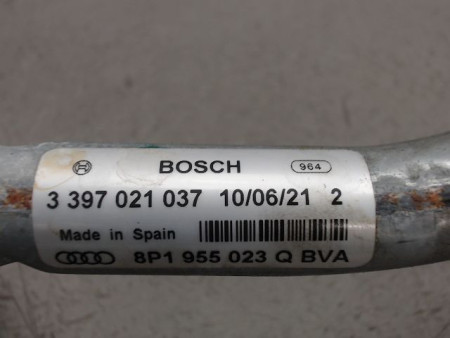 BOSCH 964
3 397 021 037 10/06/21 2
Made in Spain
8P1 955 023 Q BVA